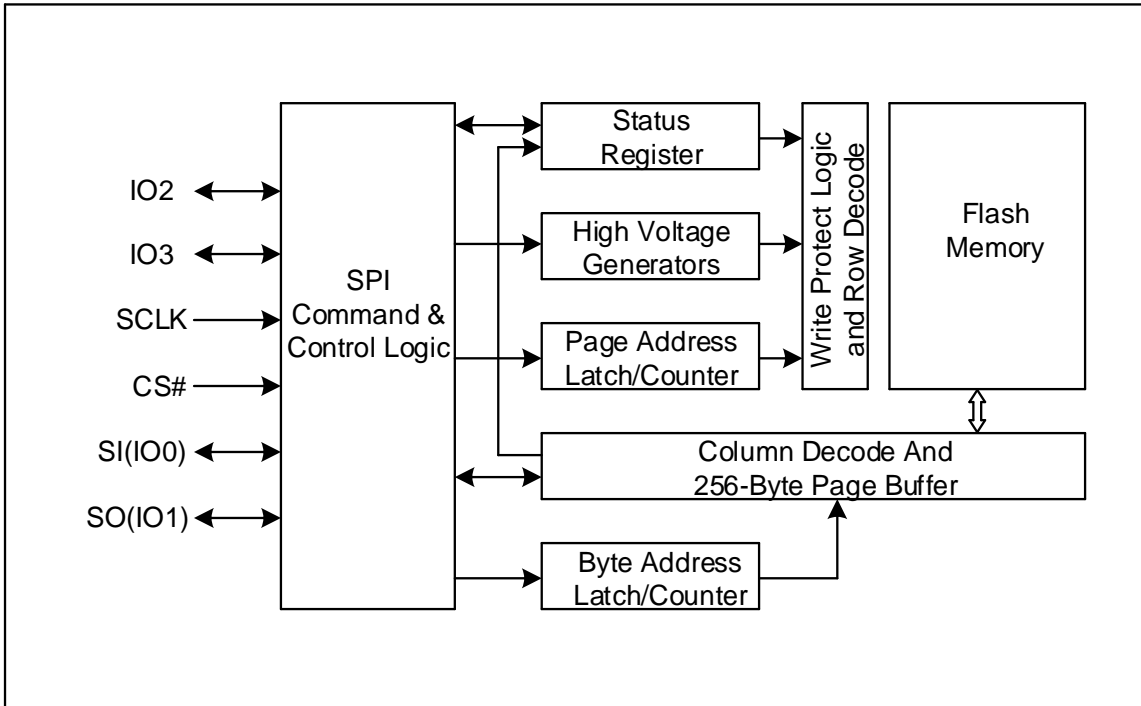 IO2
IO3
SCLK
CS#
SI(IO0)
SO(IO1)
SPI
Command &
Control Logic
Status
Register
High Voltage
Generators
Page Address
Latch/Counter
Write Protect Logic
and Row Decode
Flash
Memory
Column Decode And
256-Byte Page Buffer
Byte Address
Latch/Counter